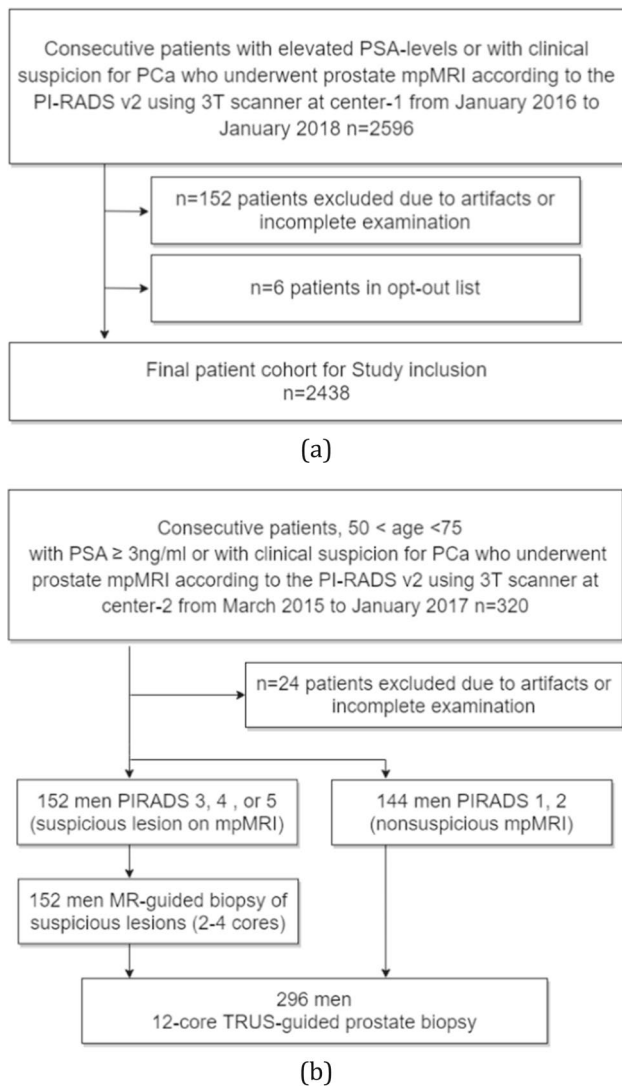 Consecutive patients with elevated PSA-levels or with clinical
suspicion for PCa who underwent prostate mpMRI according to the
PI-RADS v2 using 3T scanner at center-1 from January 2016 to
January 2018 n=2596
n=152 patients excluded due to artifacts or
incomplete examination
n=6 patients in opt-out list
Final patient cohort for Study inclusion
n=2438
(a)
Consecutive patients, 50 < age <75
with PSA ≥ 3ng/ml or with clinical suspicion for PCa who underwent
prostate mpMRI according to the PI-RADS v2 using 3T scanner at
center-2 from March 2015 to January 2017 n=320
n=24 patients excluded due to artifacts or
incomplete examination
152 men PIRADS 3, 4 , or 5
(suspicious lesion on mpMRI)
144 men PIRADS 1, 2
(nonsuspicious mpMRI)
152 men MR-guided biopsy of
suspicious lesions (2-4 cores)
296 men
12-core TRUS-guided prostate biopsy
(b)